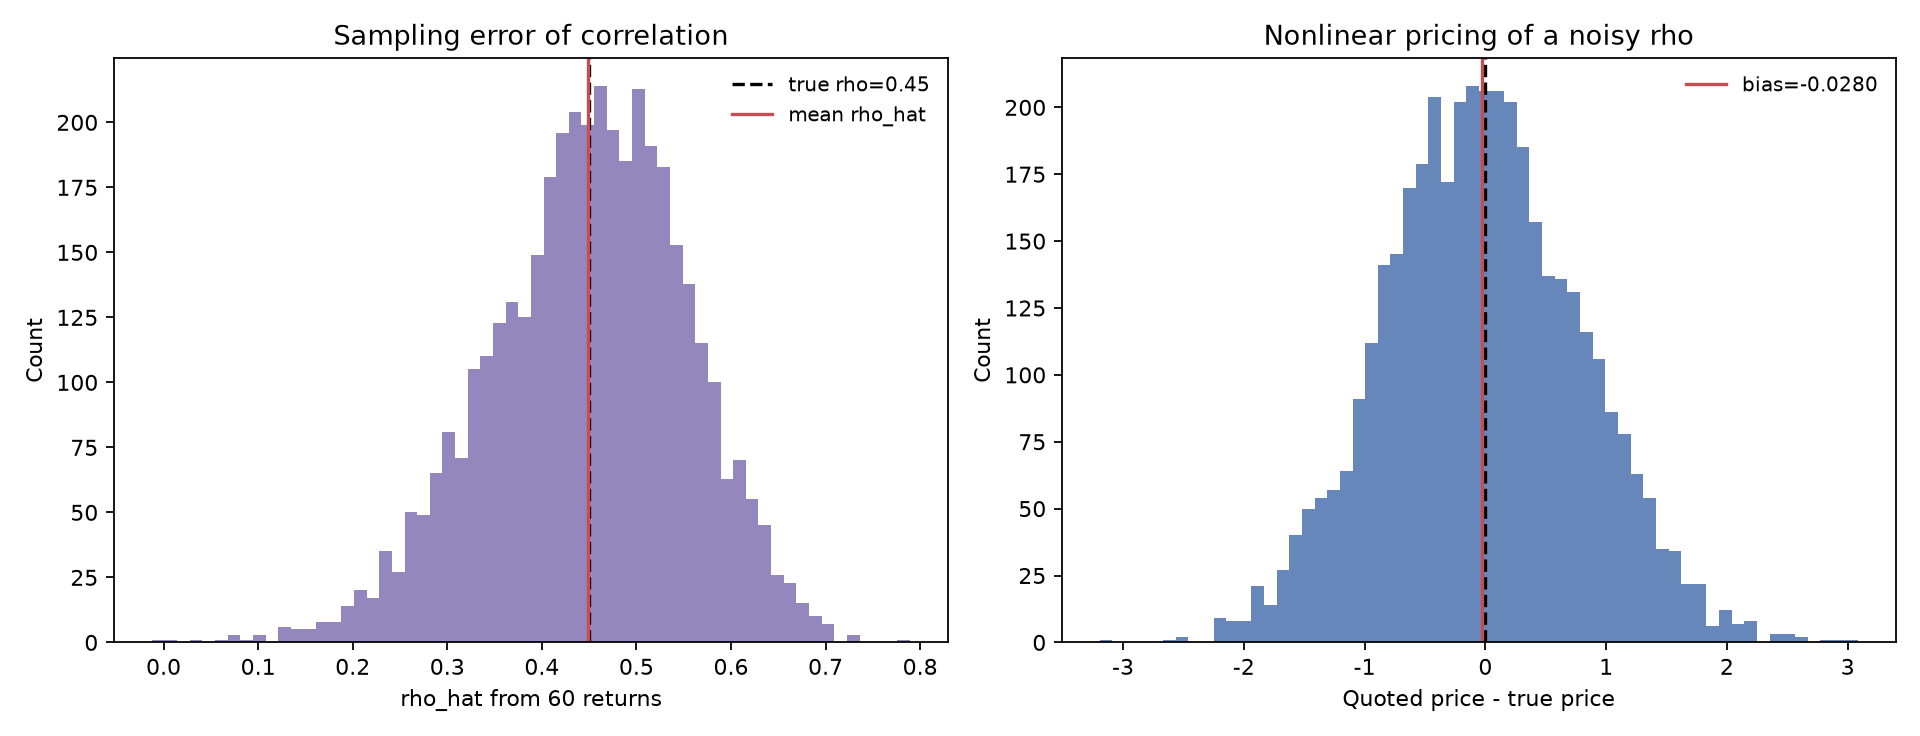 Sampling error of correlation
true rho=0.45
mean rho_hat
Count
200
175
150
125
100
75
50
25
0
0.0 0.1 0.2 0.3 0.4 0.5 0.6 0.7 0.8
rho_hat from 60 returns
Nonlinear pricing of a noisy rho
bias=-0.0280
Count
200
175
150
125
100
75
50
25
0
-3 -2 -1 0 1 2 3
Quoted price - true price